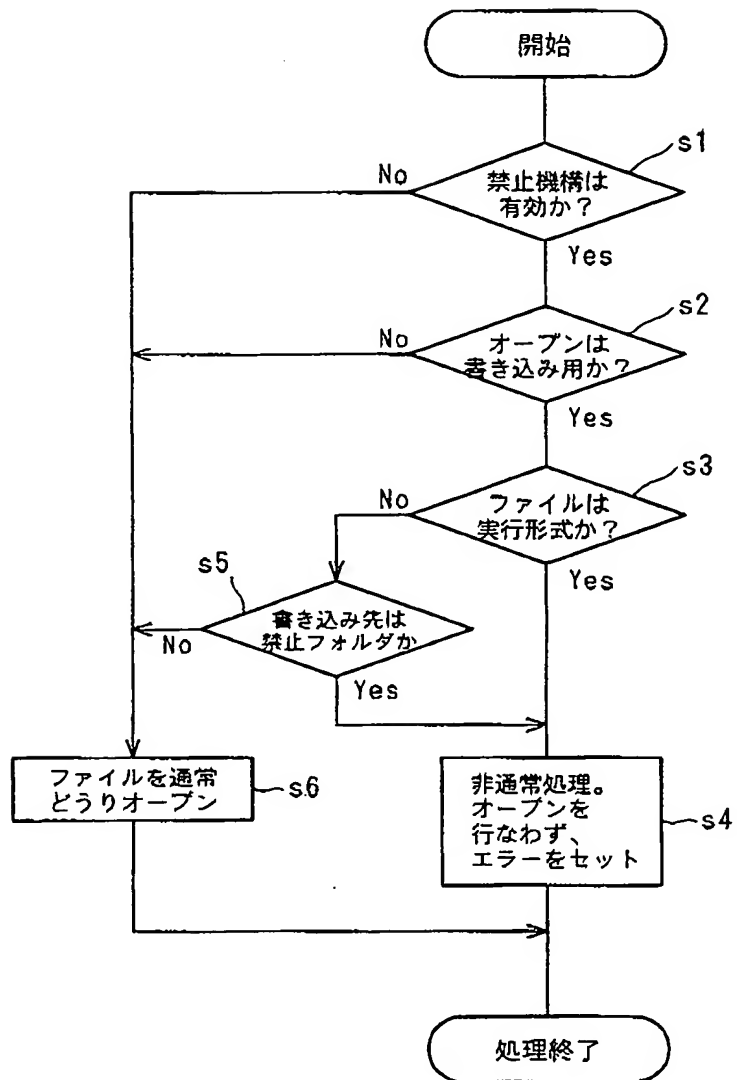 開始
s1
No
禁止機構は
有効か？
Yes
s2
No
オープンは
書き込み用か？
Yes
s3
No
ファイルは
実行形式か？
Yes
s5
書き込み先は
禁止フォルダか
No
Yes
ファイルを通常
どうりオープン
s6
非通常処理。
オープンを
行なわず、
エラーをセット
s4
処理終了